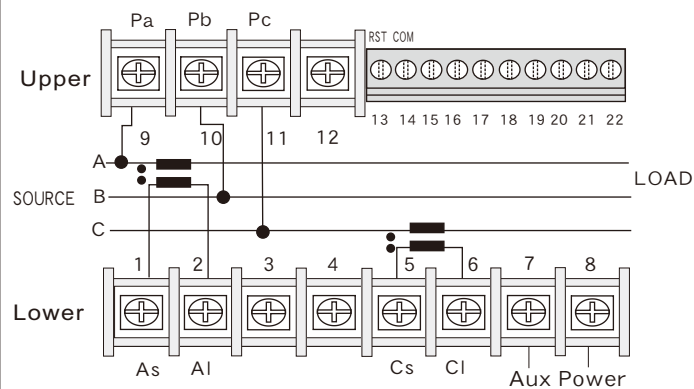 Pa Pb Pc
RST COM
Upper
13 14 15 16 17 18 19 20 21 22
9 10 11 12
A
LOAD
SOURCE B
C
1 2 3 4 5 6 7 8
Lower
As Al Cs Cl
Aux Power